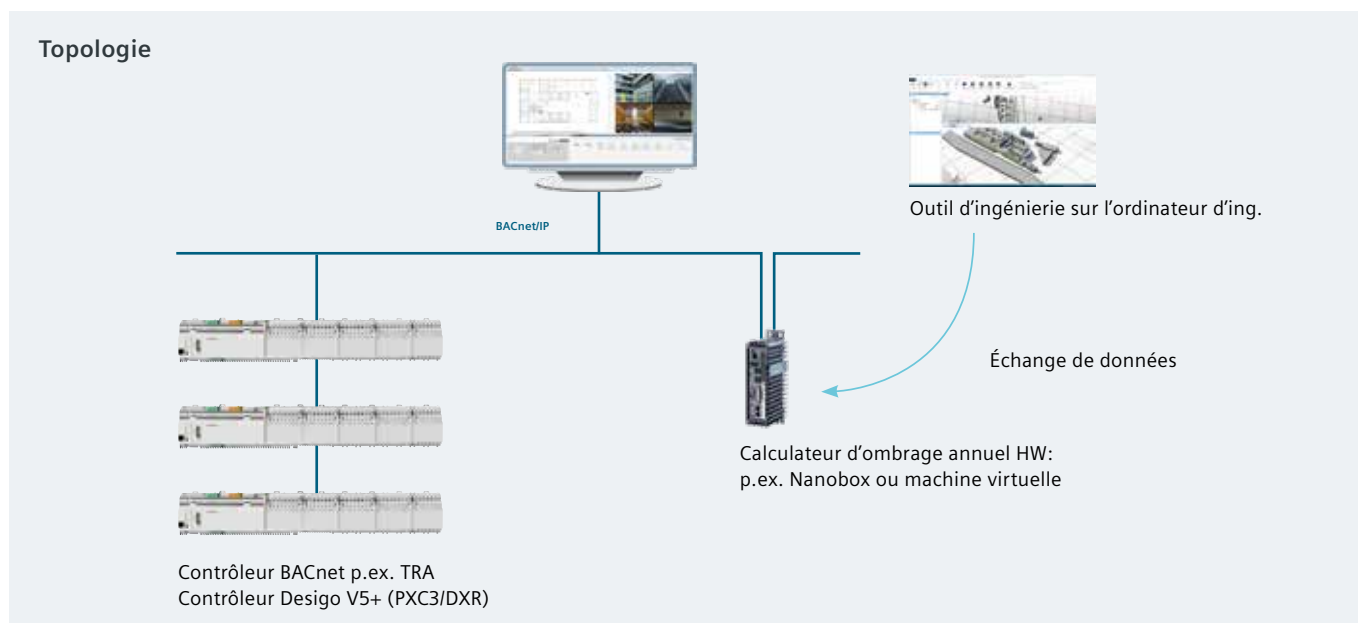 Topologie
BACnet/IP
Outil d'ingénierie sur l'ordinateur d'ing.
Échange de données
Calculateur d'ombrage annuel HW:
p.ex. Nanobox ou machine virtuelle
Contrôleur BACnet p.ex. TRA
Contrôleur Desigo V5+ (PXC3/DXR)